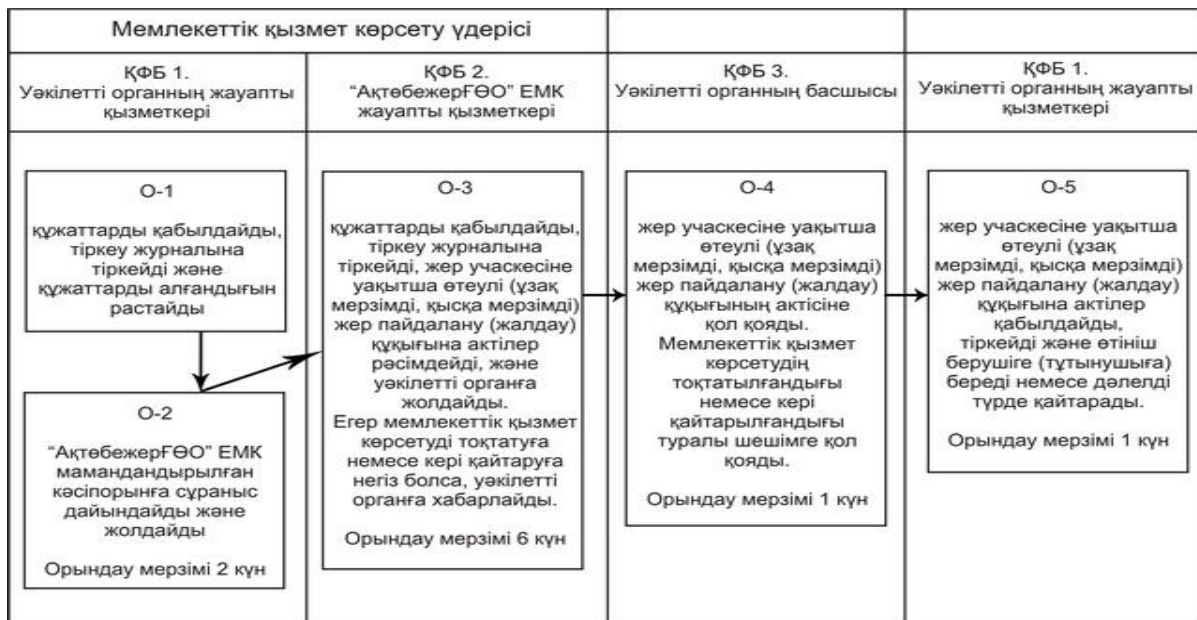 Мемлекеттік қызмет көрсету үдерісі
ҚФБ 1.
Уәкілетті органның жауапты
қызметкері
ҚФБ 2.
“АқтөбежерҒӨО” ЕМК
жауапты қызметкері
ҚФБ 3.
Уәкілетті органның басшысы
ҚФБ 1.
Уәкілетті органның жауапты
қызметкері
О-1
құжаттарды қабылдайды,
тіркеу журналына
тіркейді және
құжаттарды алғандығын
растайды
О-2
“АқтөбежерҒӨО” ЕМК
мамандандырылған
кәсіпорынға сұраныс
дайындайды және
жолдайды
Орындау мерзімі 2 күн
О-3
құжаттарды қабылдайды,
тіркеу журналына
тіркейді, жер учаскесіне
уақытша өтеулі (ұзақ
мерзімді, қысқа мерзімді)
жер пайдалану (жалдау)
құқығына актілер
рәсімдейді, және
уәкілетті органға
жолдайды.
Егер мемлекеттік қызмет
көрсетуді тоқтатуға
немесе кері қайтаруға
негіз болса, уәкілетті
органға хабарлайды.
Орындау мерзімі 6 күн
О-4
жер учаскесіне уақытша
өтеулі (ұзақ
мерзімді, қысқа мерзімді)
жер пайдалану (жалдау)
құқығының актісіне
қол қояды.
Мемлекеттік қызмет
көрсетудің
тоқтатылғандығы
немесе кері
қайтарылғандығы
туралы шешімге қол
қояды.
Орындау мерзімі 1 күн
О-5
жер учаскесіне уақытша
өтеулі (ұзақ
мерзімді, қысқа мерзімді)
жер пайдалану (жалдау)
құқығына актілер
қабылдайды,
тіркейді және өтініш
берушіге (тұтынушыға)
береді немесе дәлелді
түрде қайтарады.
Орындау мерзімі 1 күн